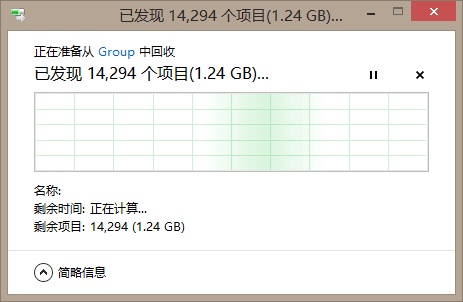 已发现 14,294 个项目(1.24 GB)...
正在准备从 Group 中回收
已发现 14,294 个项目(1.24 GB)...
名称:
剩余时间: 正在计算...
剩余项目: 14,294 (1.24 GB)
简略信息